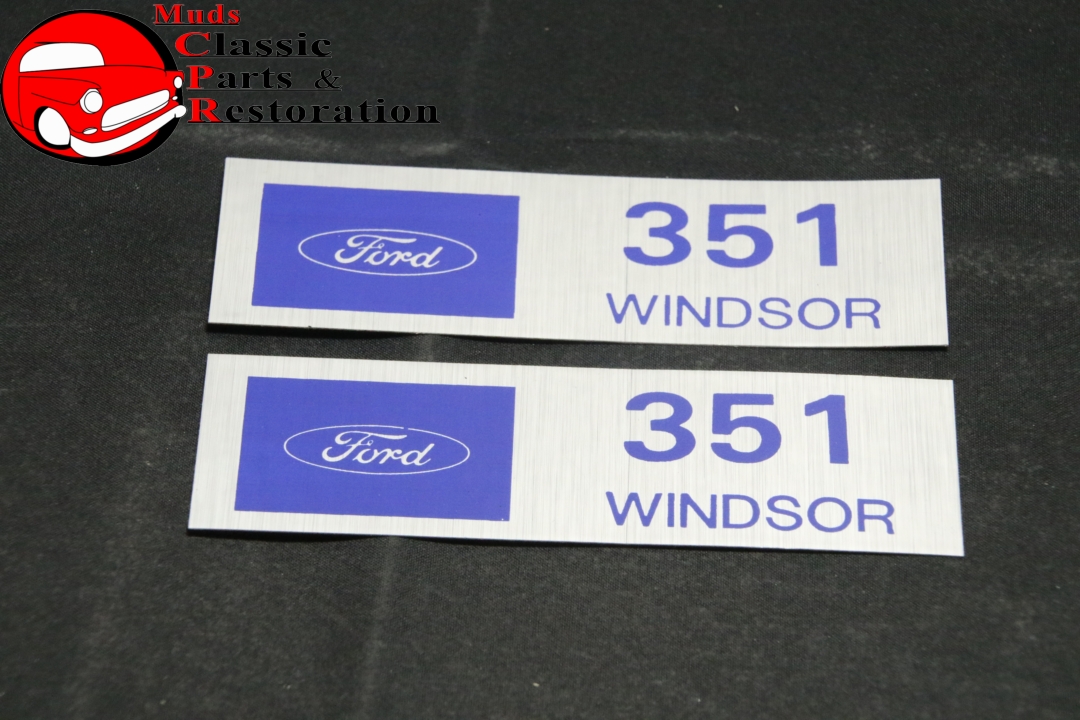 Muds
Classic
Parts &
Restoration
Ford
351
WINDSOR
Ford
351
WINDSOR